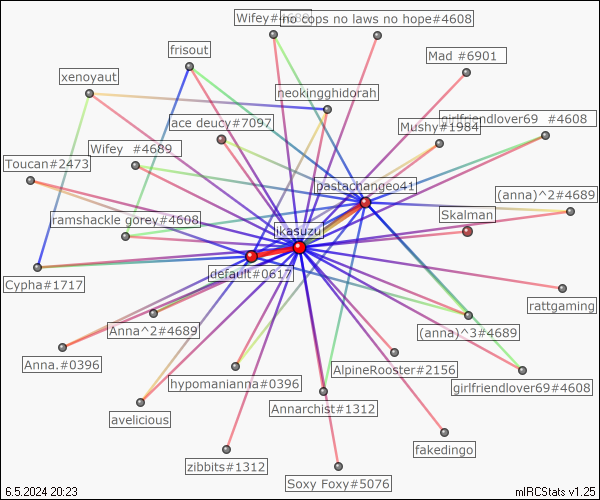 Wifey#4689
no cops no laws no hope#4608
frisout
Mad #6901
xenoyaut
neokingghidorah
ace deucy#7097
girlfriendlover69 #4608
Mushy#1984
Wifey #4689
Toucan#2473
pastachangeo41
(anna)^2#4689
ramshackle gorey#4608
Skalman
jkasuzu
default#0617
Cypha#1717
rattgaming
Anna^2#4689
(anna)^3#4689
Anna.#0396
AlpineRooster#2156
hypomanianna#0396
girlfriendlover69#4608
Annarchist#1312
avelicious
fakedingo
zibbits#1312
Soxy Foxy#5076
6.5.2024 20:23
mIRCStats v1.25